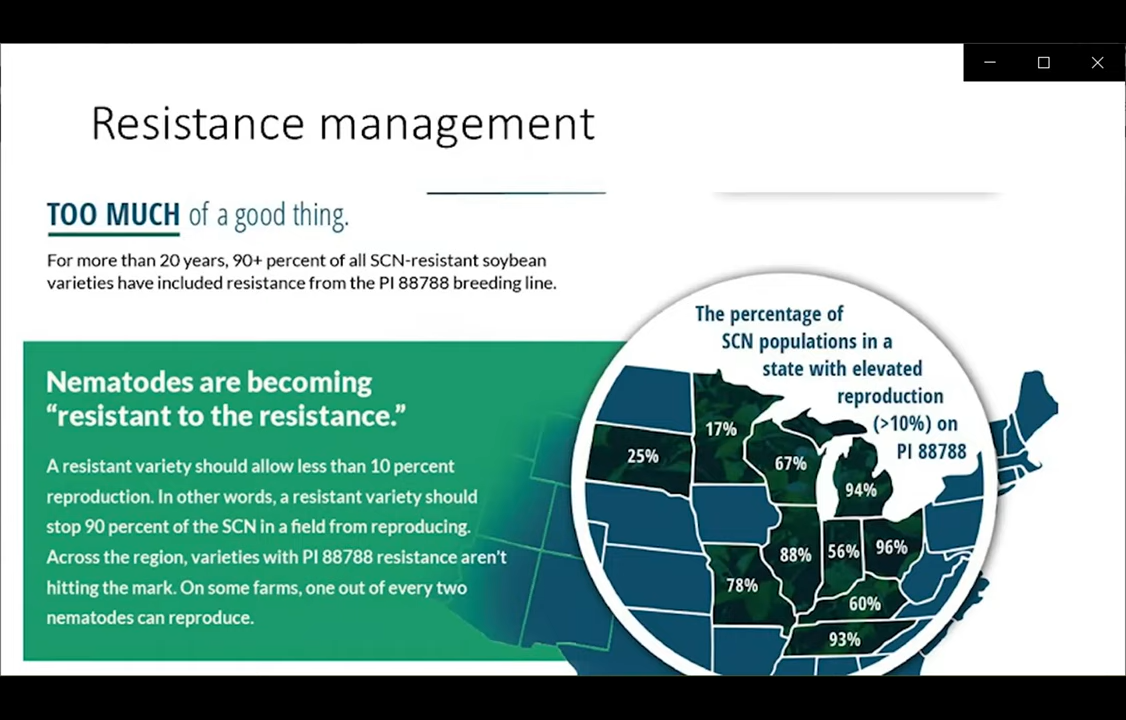 Resistance management
TOO MUCH of a good thing.
For more than 20 years, 90+ percent of all SCN-resistant soybean
varieties have included resistance from the PI 88788 breeding line.
Nematodes are becoming
“resistant to the resistance.”
A resistant variety should allow less than 10 percent
reproduction. In other words, a resistant variety should
stop 90 percent of the SCN in a field from reproducing.
Across the region, varieties with PI 88788 resistance aren’t
hitting the mark. On some farms, one out of every two
nematodes can reproduce.
The percentage of
SCN populations in a
state with elevated
reproduction
(>10%) on
PI 88788
17%
25%
67%
94%
88%
56%
96%
78%
60%
93%